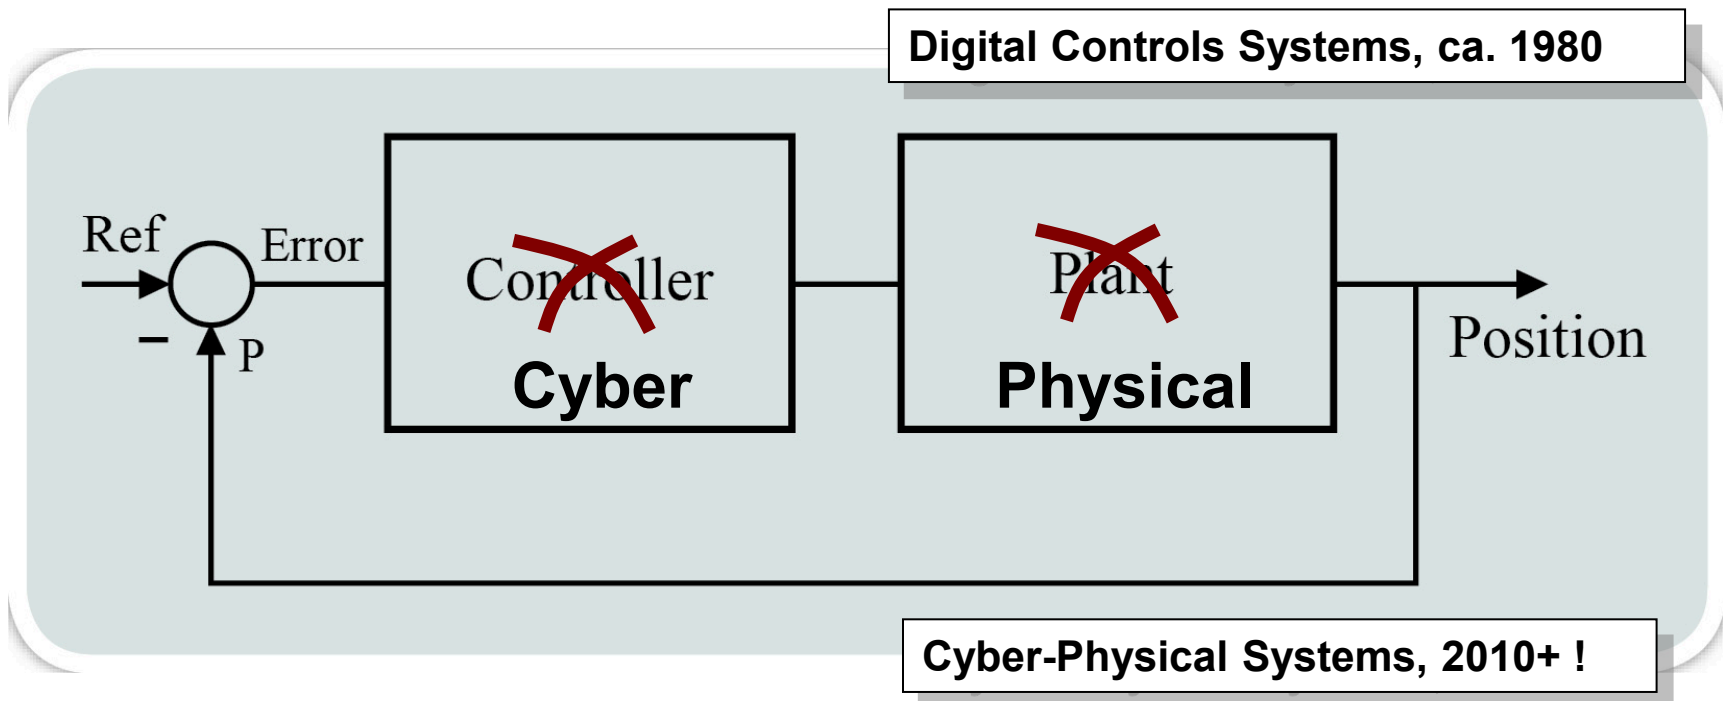 Digital Controls Systems, ca. 1980
Ref
Error
Controller
Plant
–
P
Position
Cyber
Physical
Cyber-Physical Systems, 2010+ !